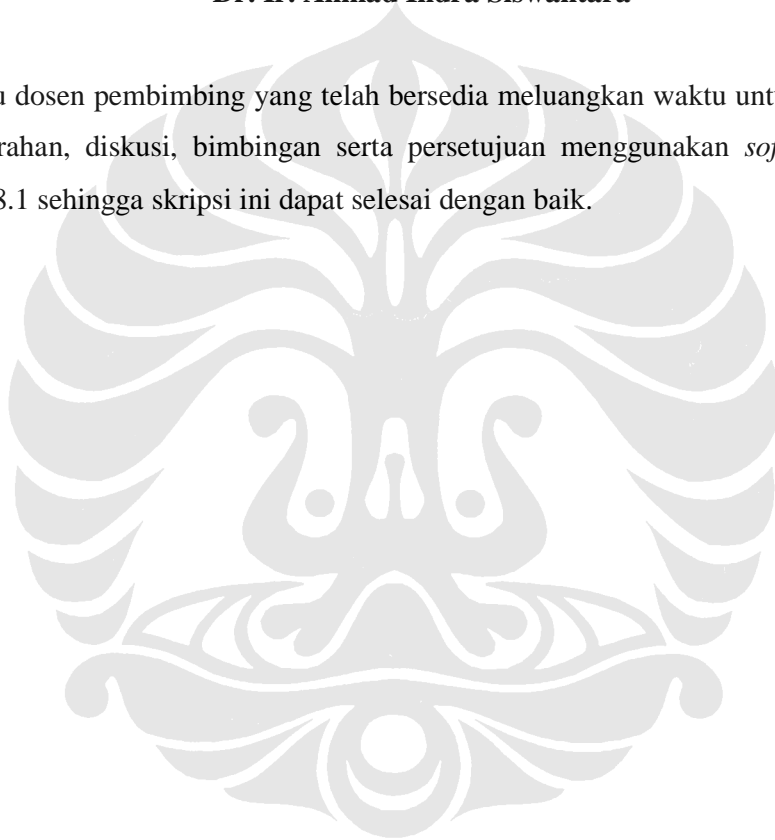 u dosen pembimbing yang telah bersedia meluangkan waktu unt
rahan, diskusi, bimbingan serta persetujuan menggunakan sof
8.1 sehingga skripsi ini dapat selesai dengan baik.